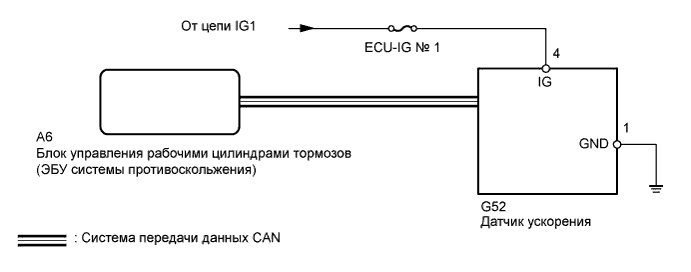 От цепи IG1
ECU-IG № 1
4
IG
1
GND
A6
Блок управления рабочими цилиндрами тормозов
(ЭБУ системы противоскольжения)
G52
Датчик ускорения
: Система передачи данных CAN